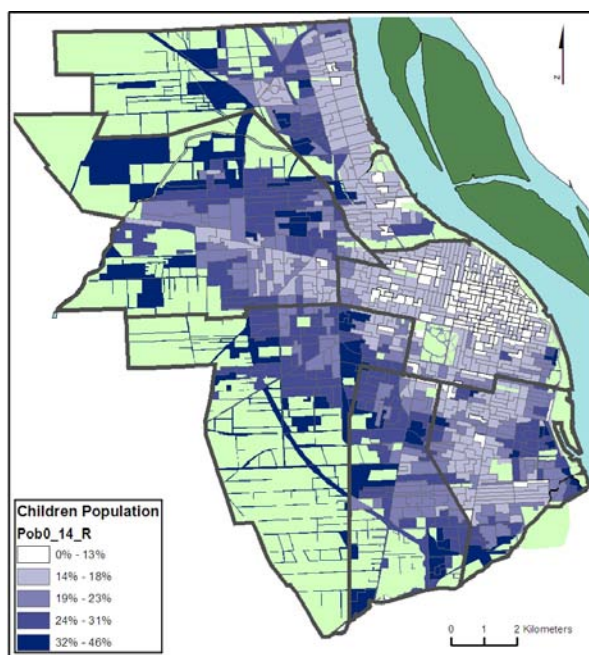 z
Children Population
Pob0_14_R
0% - 13%
14% - 18%
19% - 23%
24% - 31%
32% - 46%
0 1 2 Kilometers